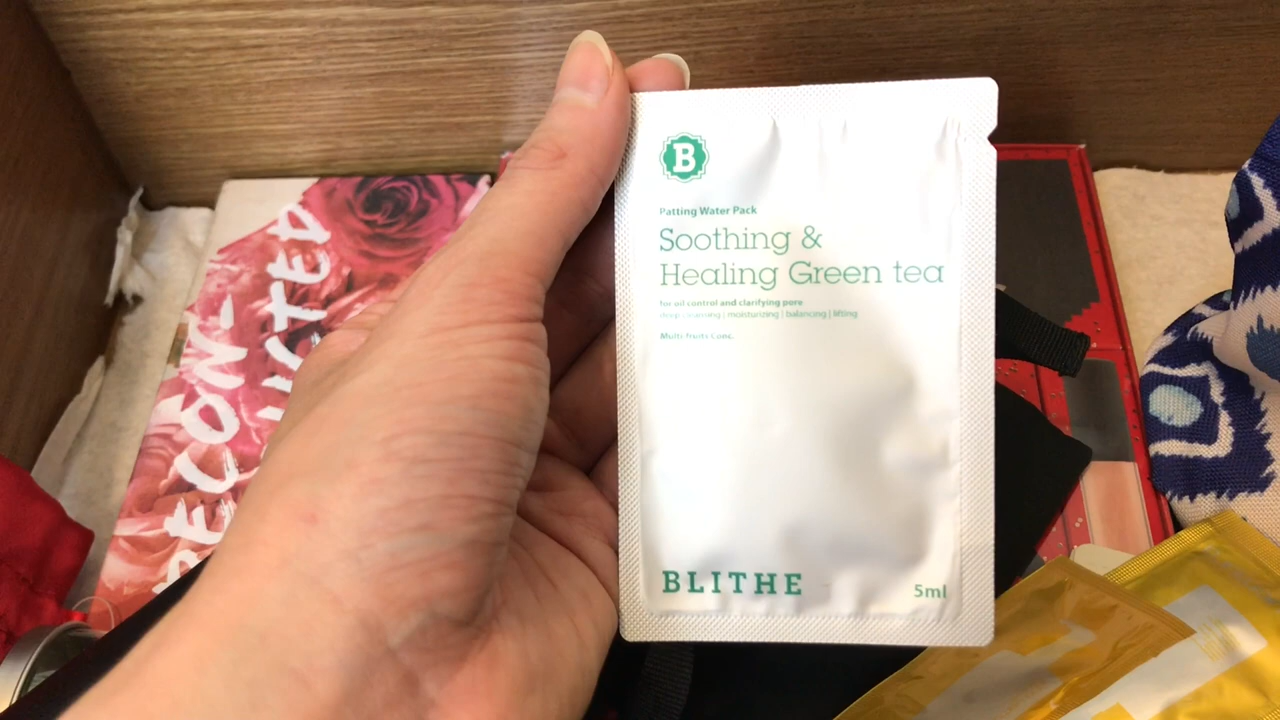 B
Patting Water Pack
Soothing &
Healing Green tea
for oil control and clarifying pore
deep cleansing | moisturizing | balancing | lifting
Multi fruits Conc.
BLITHE
5ml
RECON-